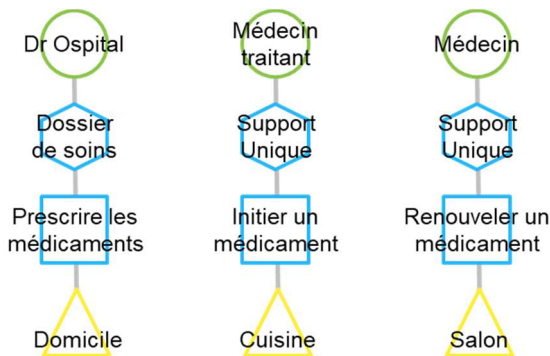 Dr Ospital
Dossier
de soins
Prescrire les
médicaments
Domicile
Médecin
traitant
Support
Unique
Initier un
médicament
Cuisine
Médecin
Support
Unique
Renouveler un
médicament
Salon